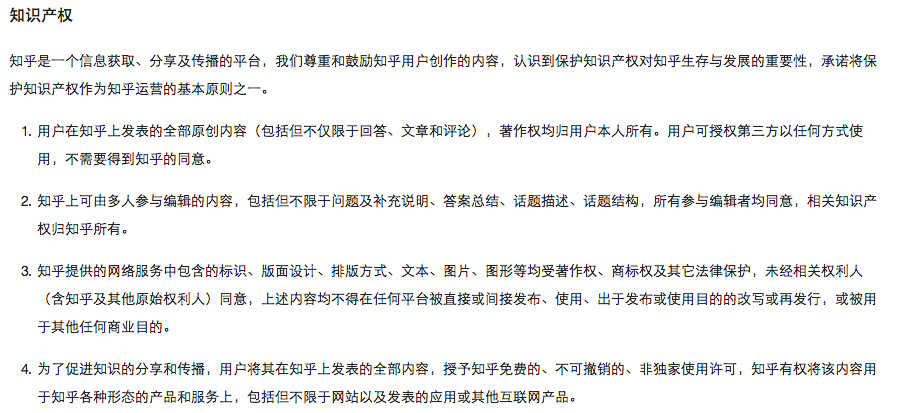 知识产权
知乎是一个信息获取、分享及传播的平台，我们尊重和鼓励知乎用户创作的内容，认识到保护知识产权对知乎生存与发展的重要性，承诺将保
护知识产权作为知乎运营的基本原则之一。
1. 用户在知乎上发表的全部原创内容（包括但不仅限于回答、文章和评论），著作权均归用户本人所有。用户可授权第三方以任何方式使
用，不需要得到知乎的同意。
2. 知乎上可由多人参与编辑的内容，包括但不限于问题及补充说明、答案总结、话题描述、话题结构，所有参与编辑者均同意，相关知识产
权归知乎所有。
3. 知乎提供的网络服务中包含的标识、版面设计、排版方式、文本、图片、图形等均受著作权、商标权及其它法律保护，未经相关权利人
（含知乎及其他原始权利人）同意，上述内容均不得在任何平台被直接或间接发布、使用、出于发布或使用目的的改写或再发行，或被用
于其他任何商业目的。
4. 为了促进知识的分享和传播，用户将其在知乎上发表的全部内容，授予知乎免费的、不可撤销的、非独家使用许可，知乎有权将该内容用
于知乎各种形态的产品和服务上，包括但不限于网站以及发表的应用或其他互联网产品。